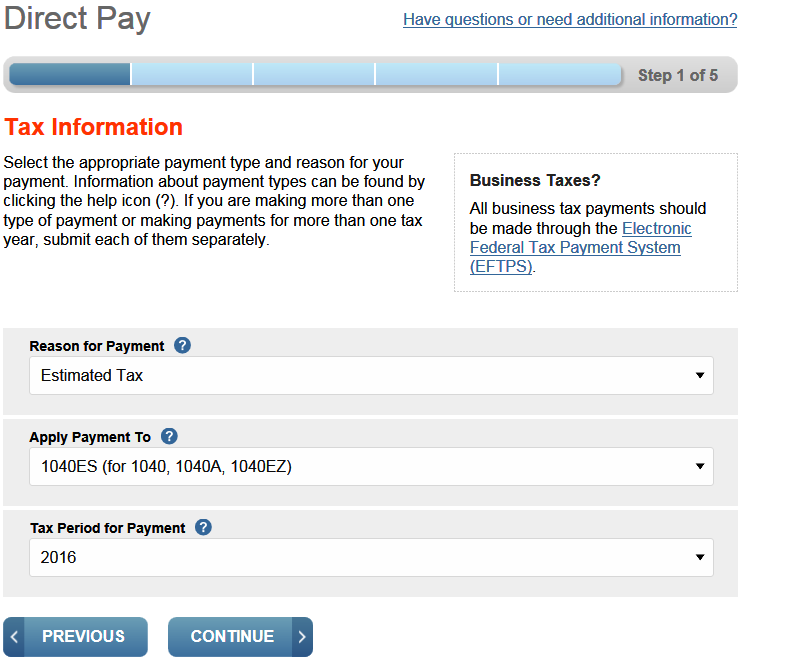 Direct Pay
Have questions or need additional information?
Step 1 of 5
Tax Information
Select the appropriate payment type and reason for your
payment. Information about payment types can be found by
clicking the help icon (?). If you are making more than one
type of payment or making payments for more than one tax
year, submit each of them separately.
Business Taxes?
All business tax payments should
be made through the Electronic
Federal Tax Payment System
(EFTPS).
Reason for Payment ?
Estimated Tax
Apply Payment To ?
1040ES (for 1040, 1040A, 1040EZ)
Tax Period for Payment ?
2016
< PREVIOUS
CONTINUE >